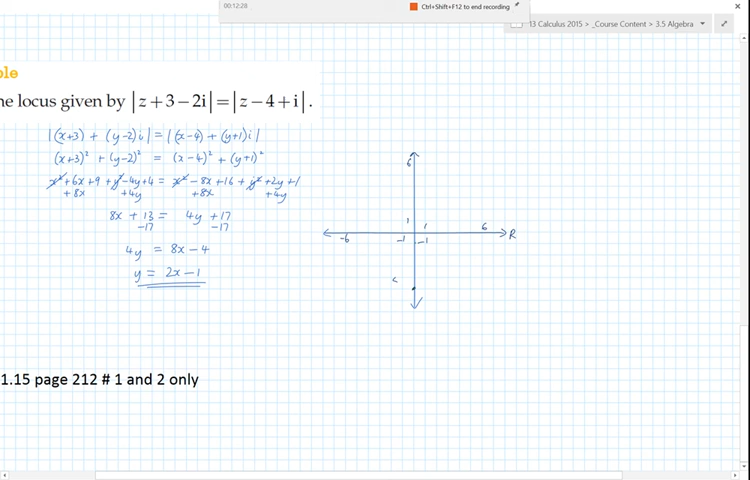 00:12:28
Ctrl+Shift+F12 to end recording
13 Calculus 2015 > _Course Content > 3.5 Algebra
ple
ne locus given by |z+3−2i|=|z−4+i|.
|(x+3) + (y−2)i| = |(x−4) + (y+1)i|
(x+3)² + (y−2)² = (x−4)² + (y+1)²
x² + 6x + 9 + y² − 4y + 4 = x² − 8x + 16 + y² + 2y + 1
+8x +4y +8x +4y
8x + 13 = 4y + 17
−17 −17
4y = 8x − 4
y = 2x − 1
6
1 1 6
−6 −1 −1 R
1.15 page 212 # 1 and 2 only